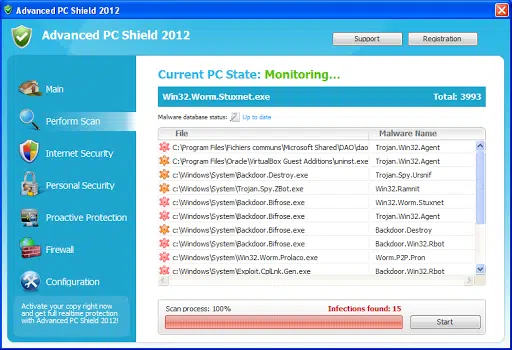 Advanced PC Shield 2012
Advanced PC Shield 2012
Support
Registration
Main
Perform Scan
Internet Security
Personal Security
Proactive Protection
Firewall
Configuration
Activate your copy right now
and get full realtime protection
with Advanced PC Shield 2012!
Current PC State: Monitoring...
Win32.Worm.Stuxnet.exe Total: 3993
Malware database status: Up to date
File Malware Name
C:\Program Files\Fichiers communs\Microsoft Shared\DAO\dao Trojan.Win32.Agent
C:\Program Files\Oracle\VirtualBox Guest Additions\uninst.exe Trojan.Win32.Agent
c:\Windows\System\Backdoor.Destroy.exe Trojan.Spy.Ursnif
c:\Windows\System\Trojan.Spy.ZBot.exe Win32.Ramnit
c:\Windows\System\Backdoor.Bifrose.exe Win32.Worm.Stuxnet
c:\Windows\System\Backdoor.Bifrose.exe Trojan.Win32.Agent
c:\Windows\System\Backdoor.Bifrose.exe Backdoor.Destroy
c:\Windows\System\Backdoor.Bifrose.exe Backdoor.Win32.Rbot
c:\Windows\System\Win32.Worm.Prolaco.exe Worm.P2P.Pron
c:\Windows\System\Exploit.CplLnk.Gen.exe Backdoor.Win32.Rbot
Scan process: 100% Infections found: 15
Start